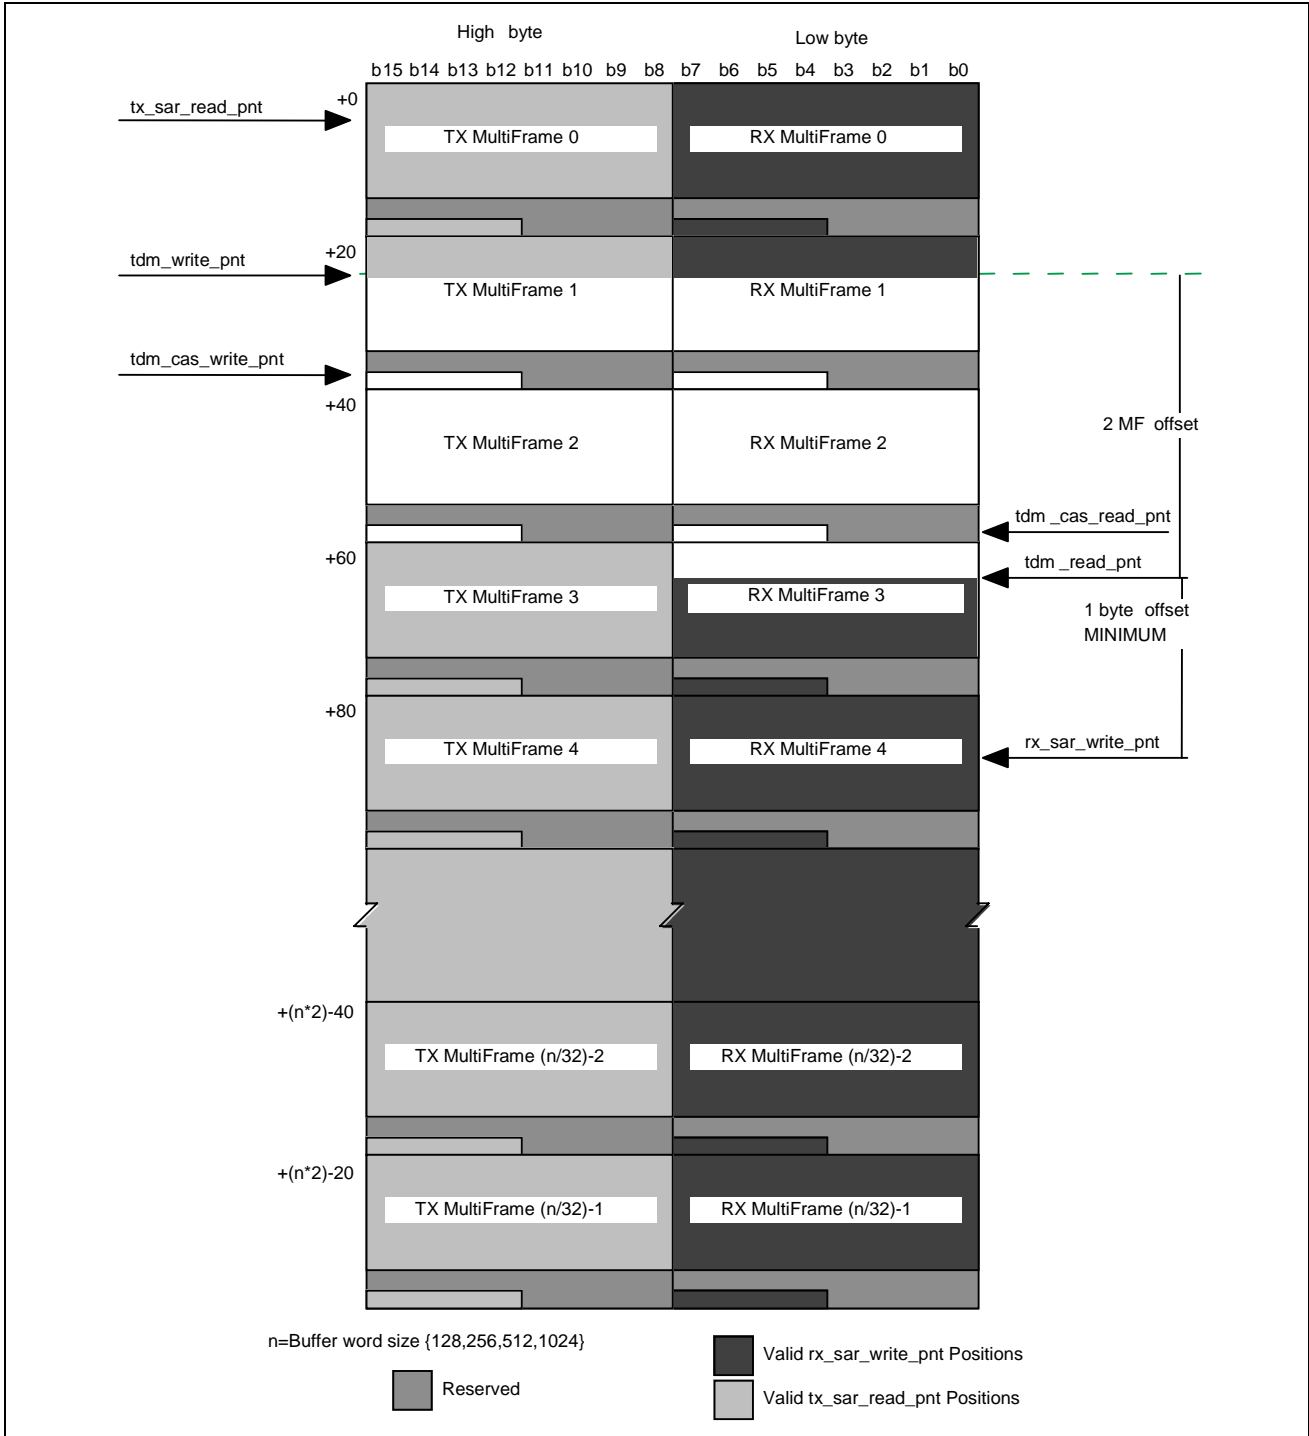 High byte
Low byte
b15 b14 b13 b12 b11 b10 b9 b8 b7 b6 b5 b4 b3 b2 b1 b0
+0
tx_sar_read_pnt
TX MultiFrame 0
RX MultiFrame 0
+20
tdm_write_pnt
TX MultiFrame 1
RX MultiFrame 1
tdm_cas_write_pnt
+40
2 MF offset
TX MultiFrame 2
RX MultiFrame 2
tdm _cas_read_pnt
+60
tdm _read_pnt
TX MultiFrame 3
RX MultiFrame 3
1 byte offset
MINIMUM
+80
rx_sar_write_pnt
TX MultiFrame 4
RX MultiFrame 4
+(n*2)-40
TX MultiFrame (n/32)-2
RX MultiFrame (n/32)-2
+(n*2)-20
TX MultiFrame (n/32)-1
RX MultiFrame (n/32)-1
n=Buffer word size {128,256,512,1024}
Valid rx_sar_write_pnt Positions
Reserved
Valid tx_sar_read_pnt Positions